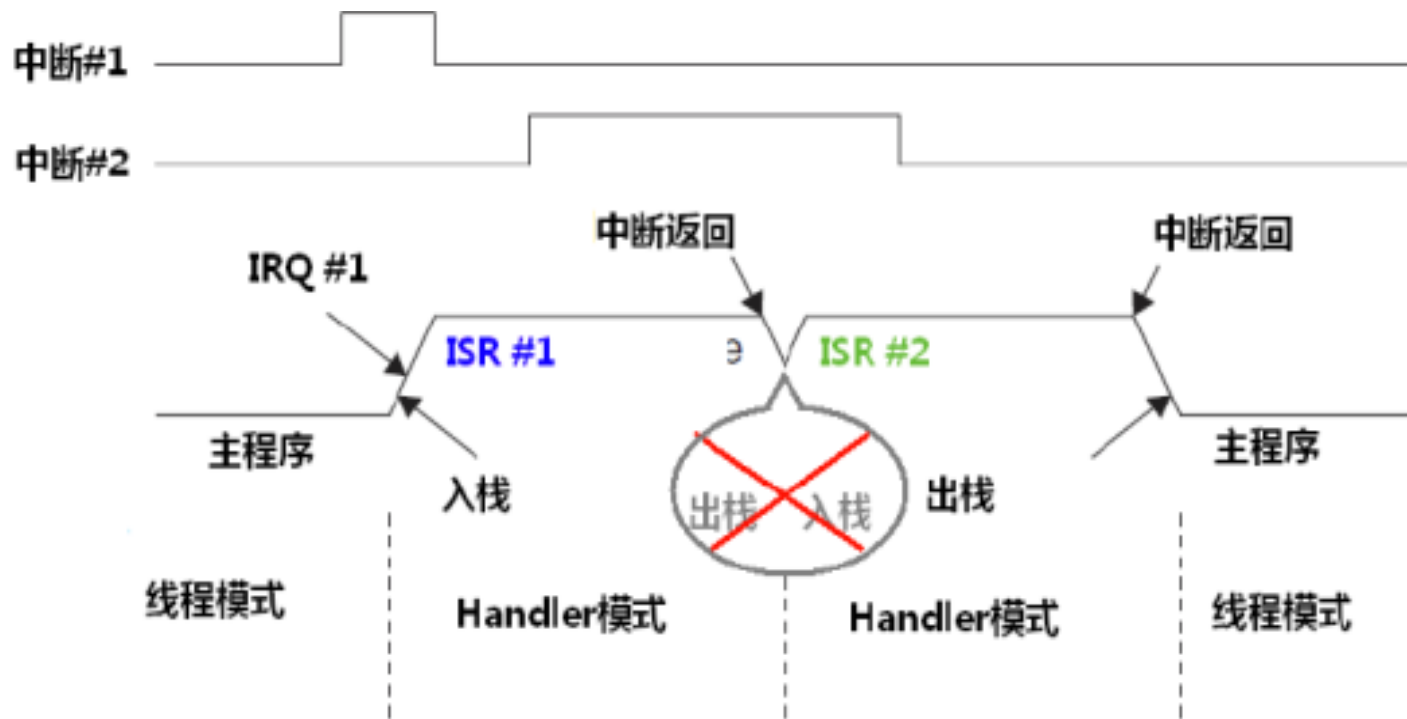 中断#1
中断#2
中断返回
中断返回
IRQ #1
ISR #1
e
ISR #2
主程序
主程序
入栈
出栈
入栈
出栈
线程模式
Handler模式
Handler模式
线程模式